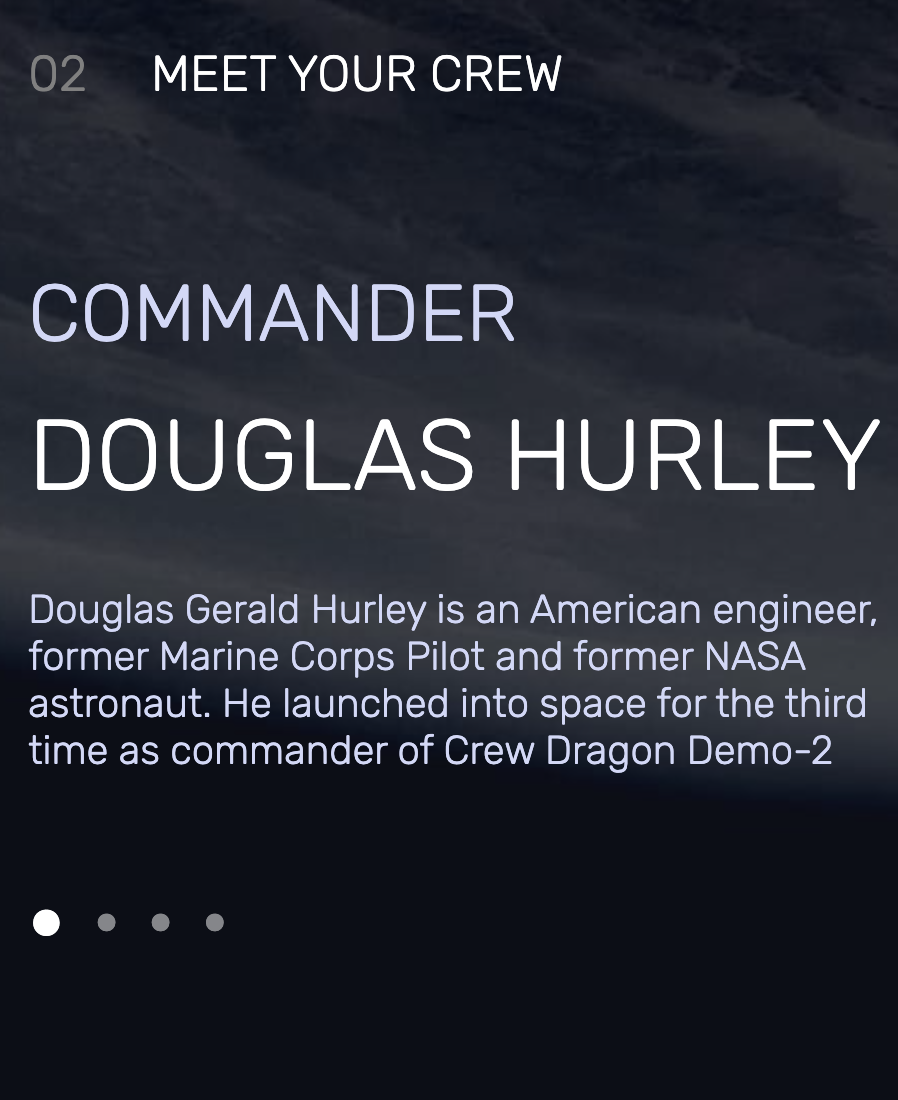 02 MEET YOUR CREW
COMMANDER
DOUGLAS HURLEY
Douglas Gerald Hurley is an American engineer,
former Marine Corps Pilot and former NASA
astronaut. He launched into space for the third
time as commander of Crew Dragon Demo-2